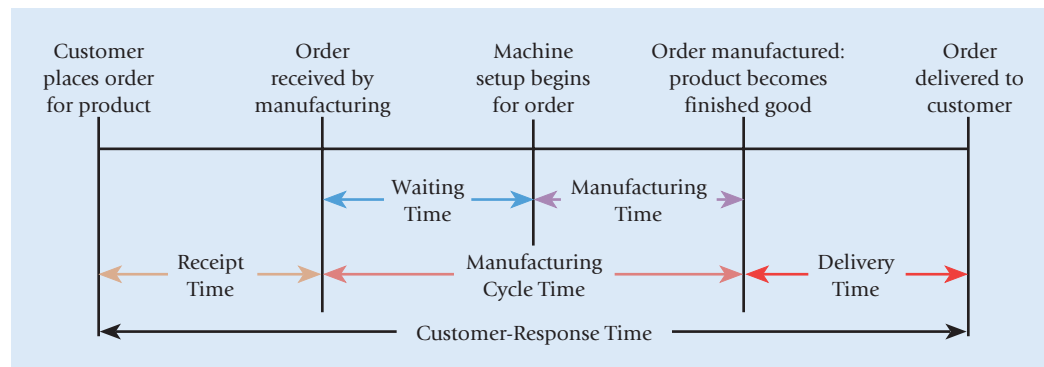 Customer
places order
for product
Order
received by
manufacturing
Machine
setup begins
for order
Order manufactured:
product becomes
finished good
Order
delivered to
customer
Waiting
Time
Manufacturing
Time
Receipt
Time
Manufacturing
Cycle Time
Delivery
Time
Customer-Response Time